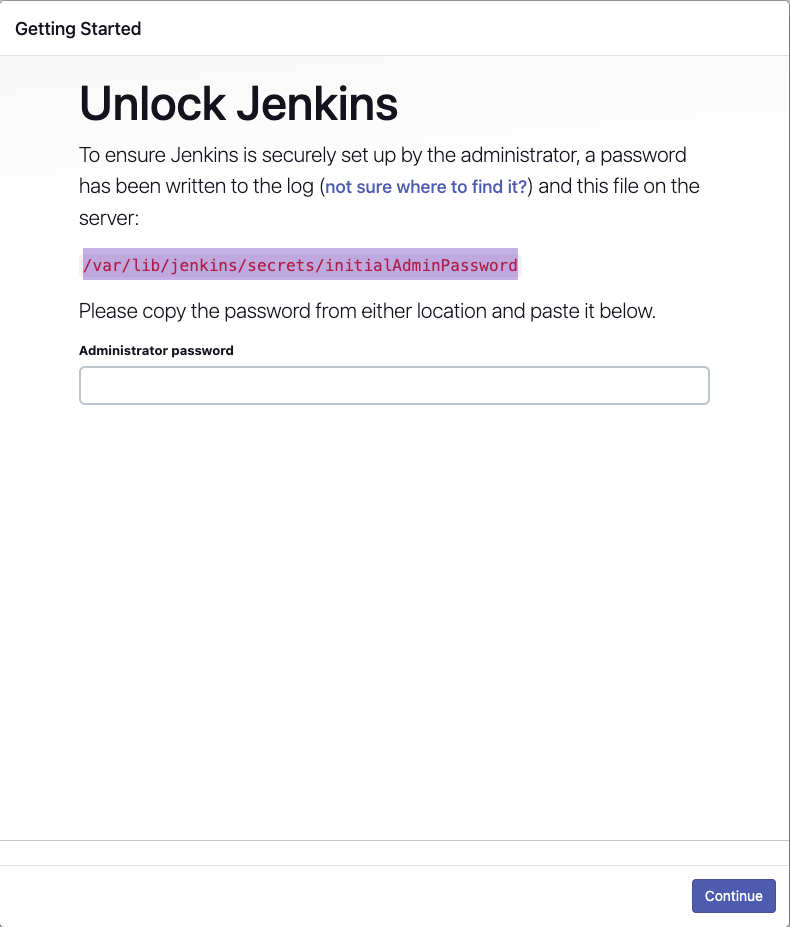 Getting Started
Unlock Jenkins
To ensure Jenkins is securely set up by the administrator, a password
has been written to the log (not sure where to find it?) and this file on the
server:
/var/lib/jenkins/secrets/initialAdminPassword
Please copy the password from either location and paste it below.
Administrator password
Continue